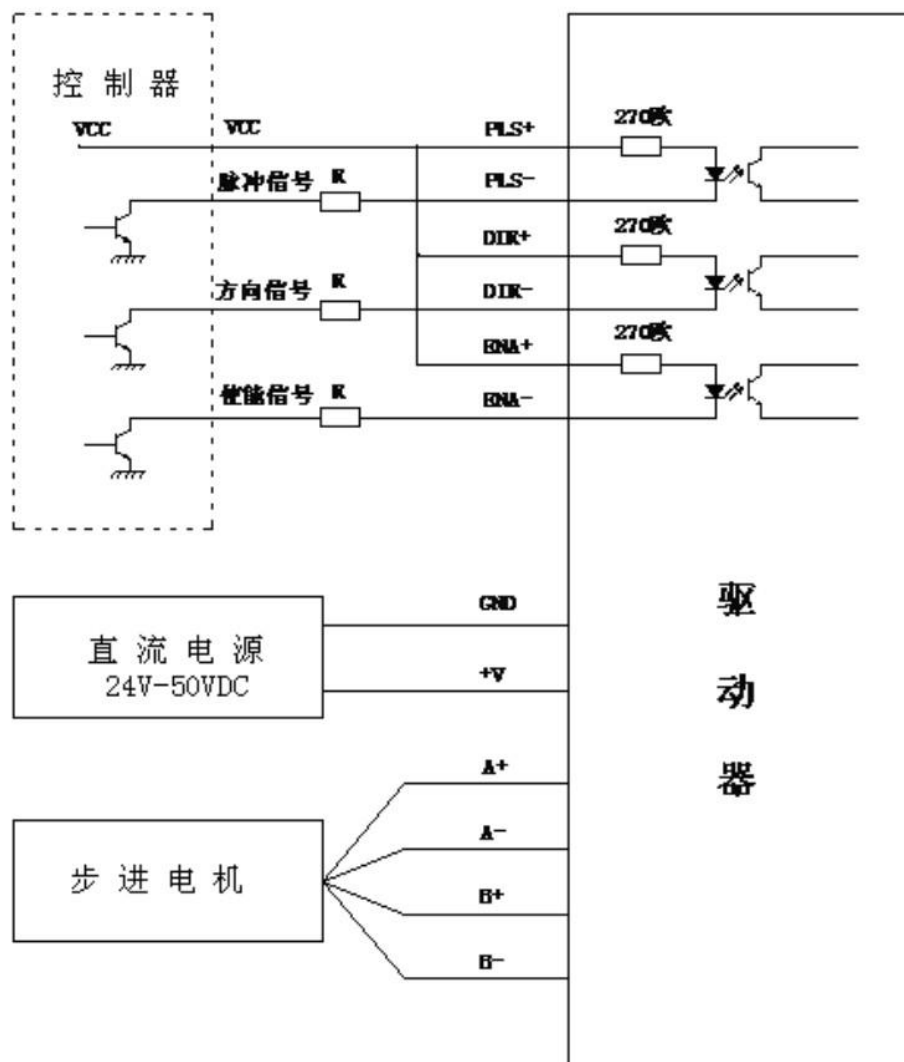 控制器
VCC VCC PLS+ 270欧
脉冲信号 R PLS-
DIR+ 270欧
方向信号 R DIR-
ENA+ 270欧
使能信号 R ENA-
GND
直流电源
24V-50VDC
+V
驱动器
A+
A-
步进电机
B+
B-